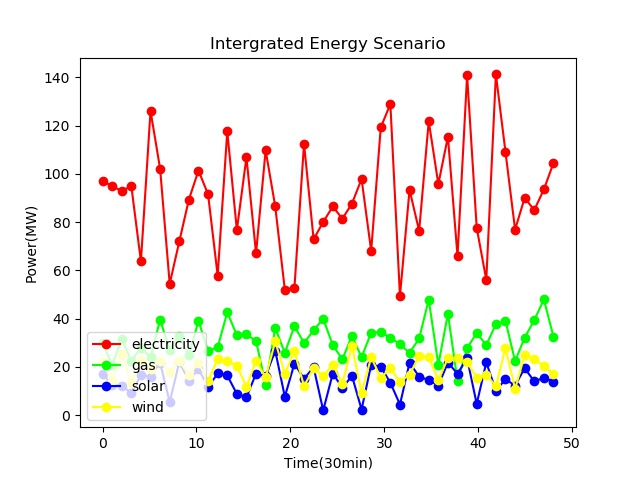 Intergrated Energy Scenario
Power(MW)
140
120
100
80
60
40
20
0
electricity
gas
solar
wind
0 10 20 30 40 50
Time(30min)